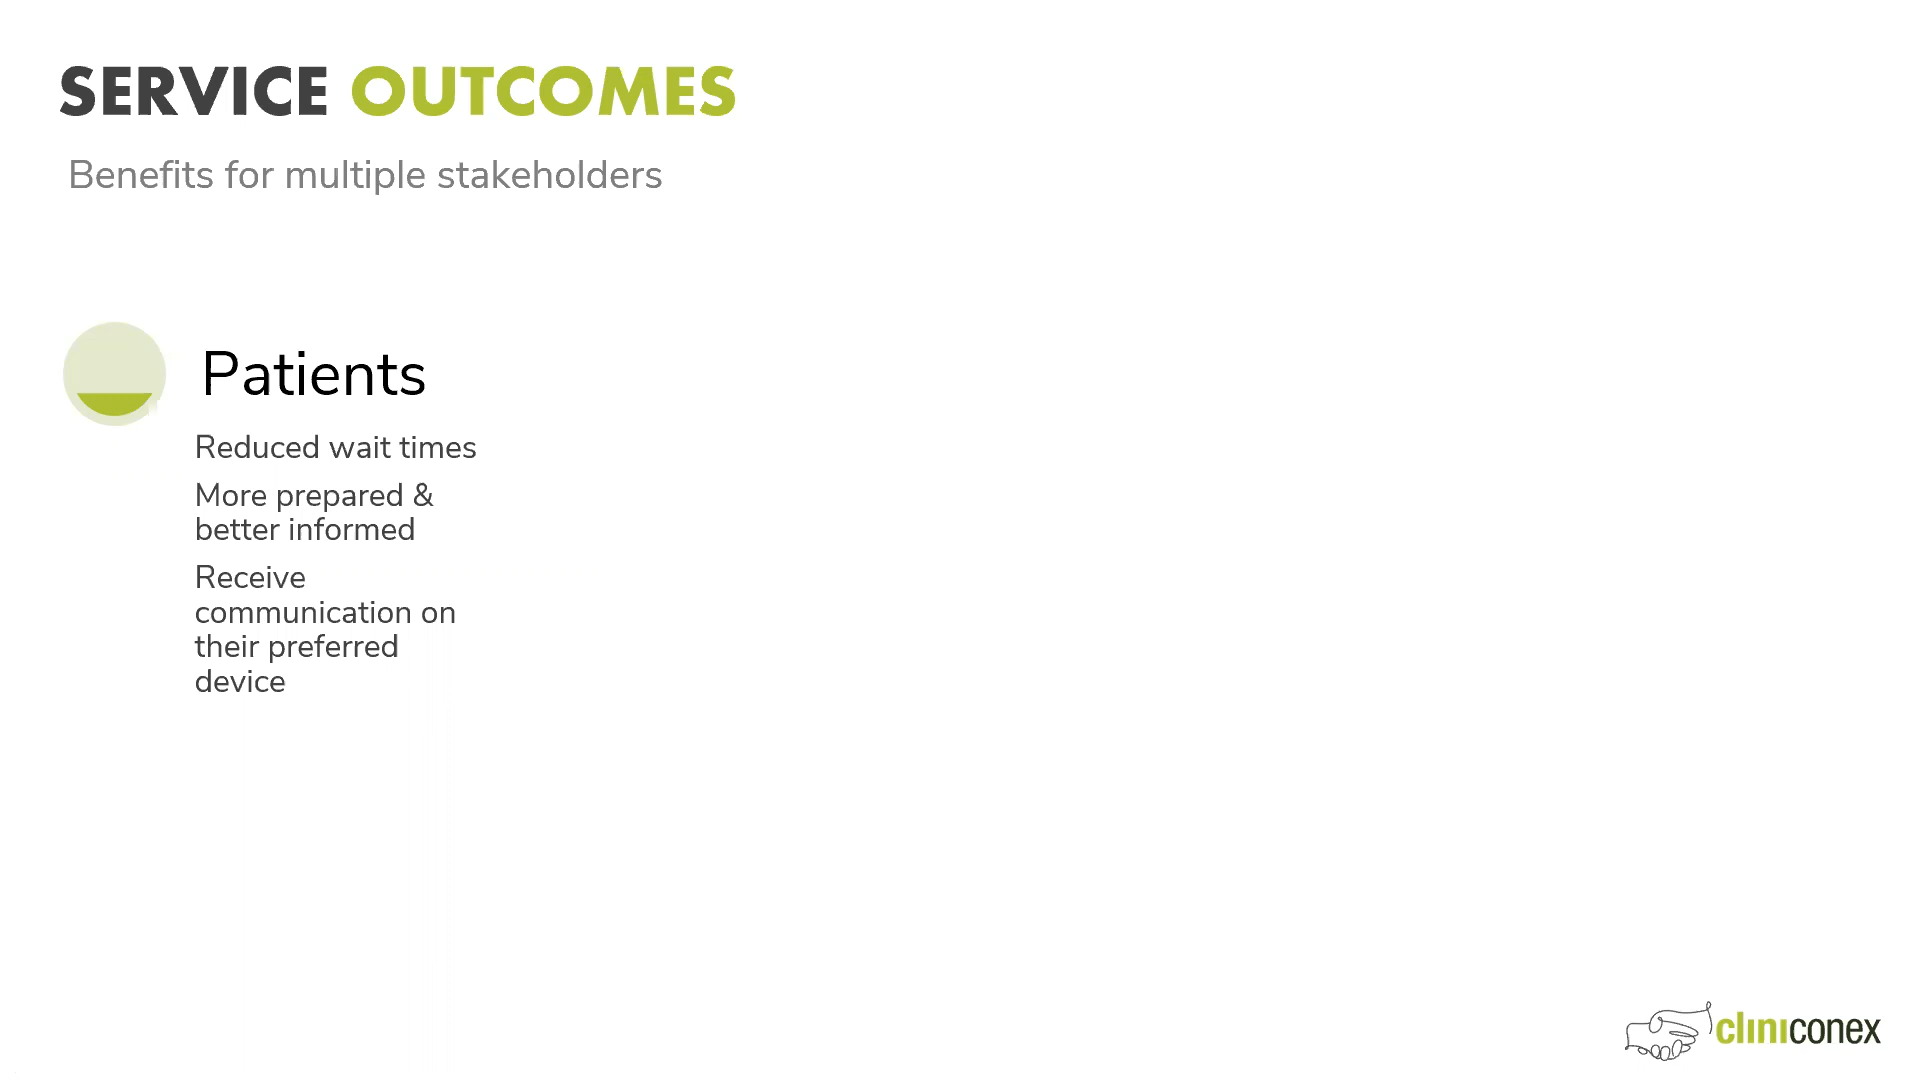 SERVICE OUTCOMES
Benefits for multiple stakeholders
Patients
Reduced wait times
More prepared &
better informed
Receive
communication on
their preferred
device
cliniconex